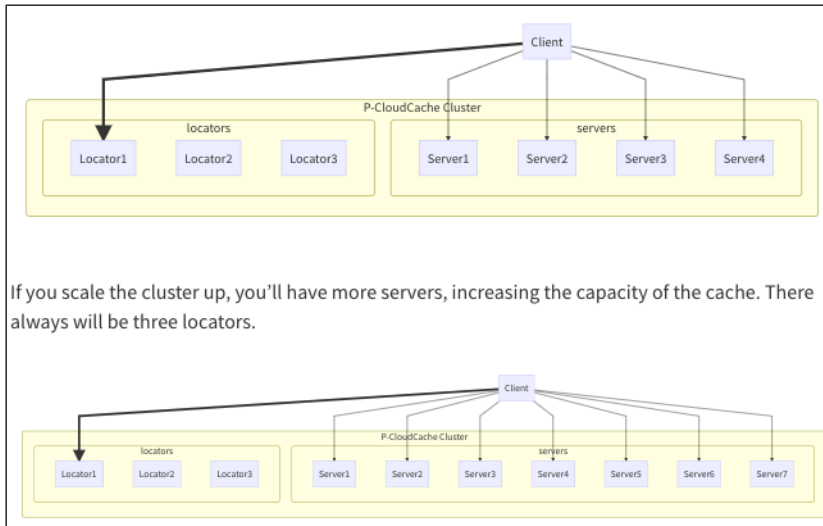 Client
P-CloudCache Cluster
locators
servers
Locator1
Locator2
Locator3
Server1
Server2
Server3
Server4
If you scale the cluster up, you’ll have more servers, increasing the capacity of the cache. There
always will be three locators.
Client
P-CloudCache Cluster
locators
servers
Locator1
Locator2
Locator3
Server1
Server2
Server3
Server4
Server5
Server6
Server7